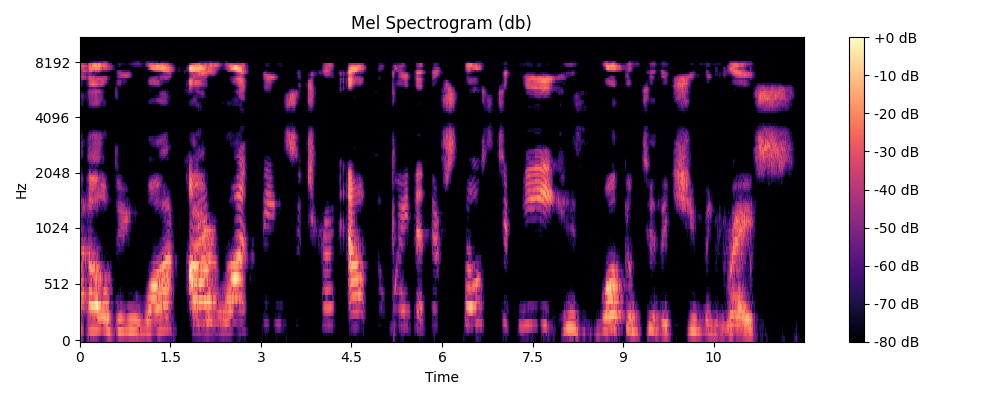 Mel Spectrogram (db)
8192
4096
2048
1024
512
0
Hz
0 1.5 3 4.5 6 7.5 9 10
Time
+0 dB
-10 dB
-20 dB
-30 dB
-40 dB
-50 dB
-60 dB
-70 dB
-80 dB